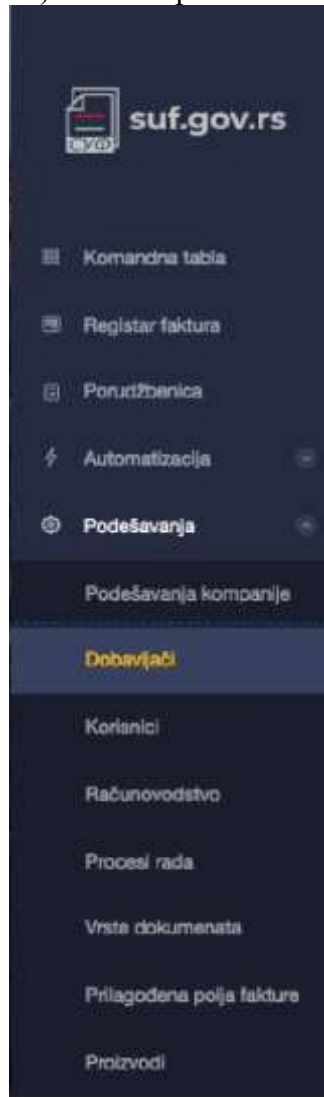 suf.gov.rs
Komandna tabla
Registar faktura
Porudžbenica
Automatizacija
Podešavanja
Podešavanja kompanije
Dobavljači
Korisnici
Računovodstvo
Procesi rada
Vrste dokumenata
Prilagođena polja fakture
Proizvodi